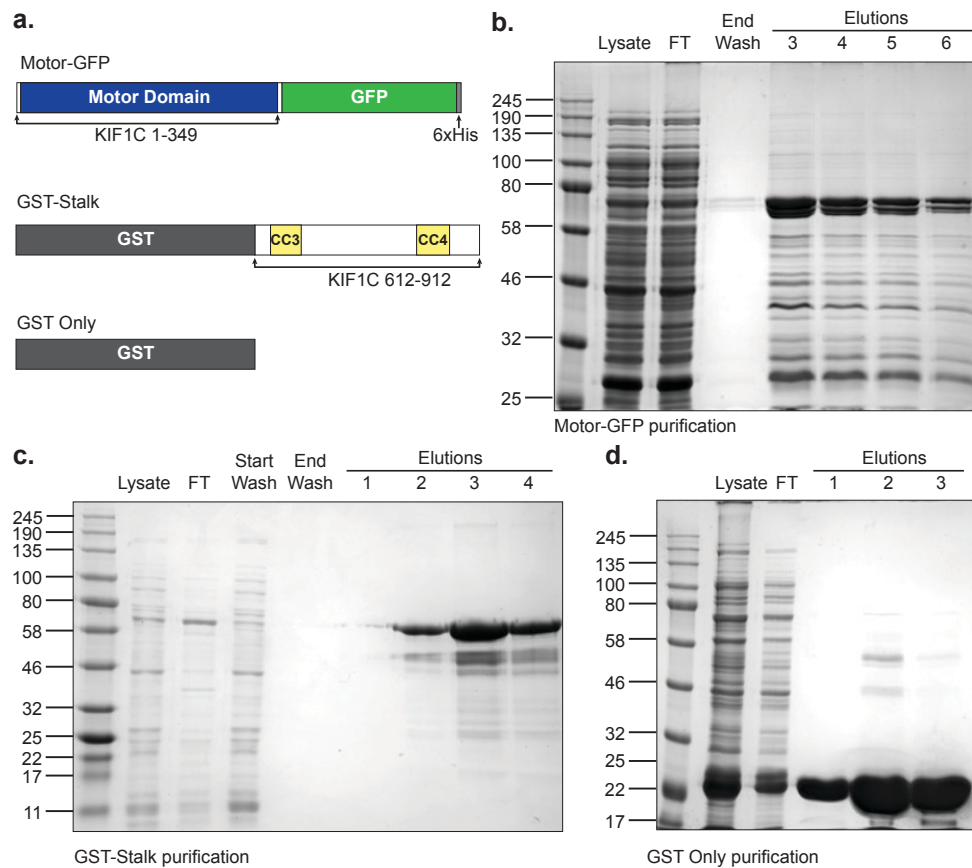 a.
Motor-GFP
Motor Domain GFP
KIF1C 1-349 6xHis
GST-Stalk
GST CC3 CC4
KIF1C 612-912
GST Only
GST
b.
Lysate FT End Wash Elutions
3 4 5 6
245
190
135
100
80
58
46
32
25
Motor-GFP purification
c.
Lysate FT Start Wash End Wash Elutions
1 2 3 4
245
190
135
100
80
58
46
32
25
22
17
11
GST-Stalk purification
d.
Lysate FT Elutions
1 2 3
245
135
100
80
58
46
32
25
22
17
GST Only purification